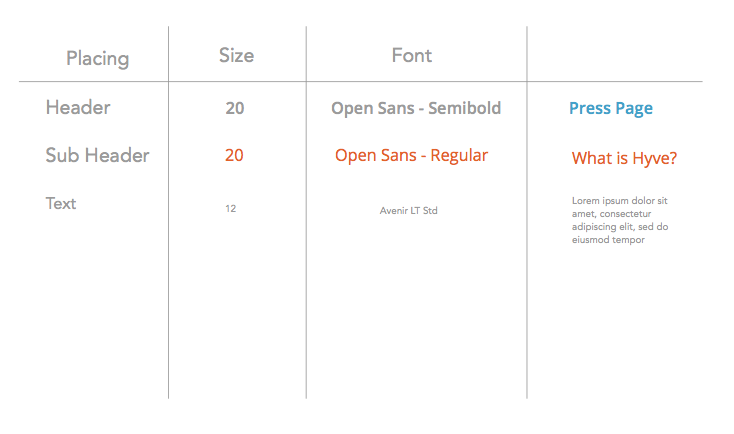 Placing Size Font
Header 20 Open Sans - Semibold Press Page
Sub Header 20 Open Sans - Regular What is Hyve?
Text 12 Avenir LT Std Lorem ipsum dolor sit
amet, consectetur
adipiscing elit, sed do
eiusmod tempor